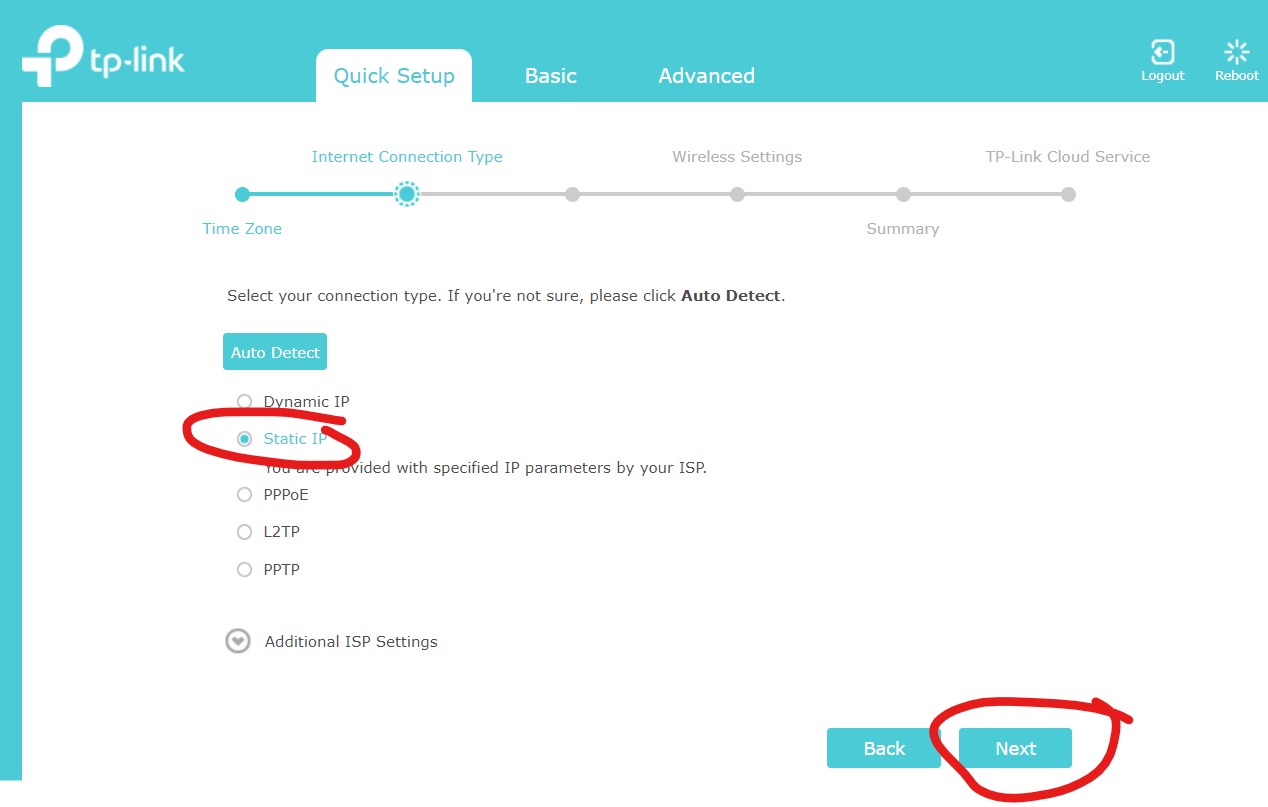 tp-link
Quick Setup Basic Advanced Logout Reboot
Internet Connection Type Wireless Settings TP-Link Cloud Service
Time Zone Summary
Select your connection type. If you're not sure, please click Auto Detect.
Auto Detect
Dynamic IP
Static IP
You are provided with specified IP parameters by your ISP.
PPPoE
L2TP
PPTP
Additional ISP Settings
Back Next